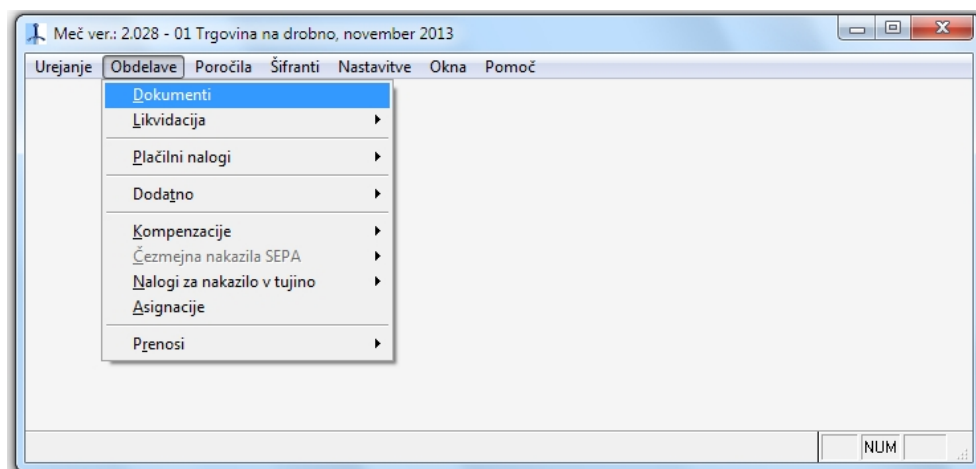 Meč ver.: 2.028 - 01 Trgovina na drobno, november 2013
Urejanje Obdelave Poročila Šifranti Nastavitve Okna Pomoč
Dokumenti
Likvidacija
Plačilni nalogi
Dodatno
Kompenzacije
Čezmejna nakazila SEPA
Nalogi za nakazilo v tujino
Asignacije
Prenosi
NUM